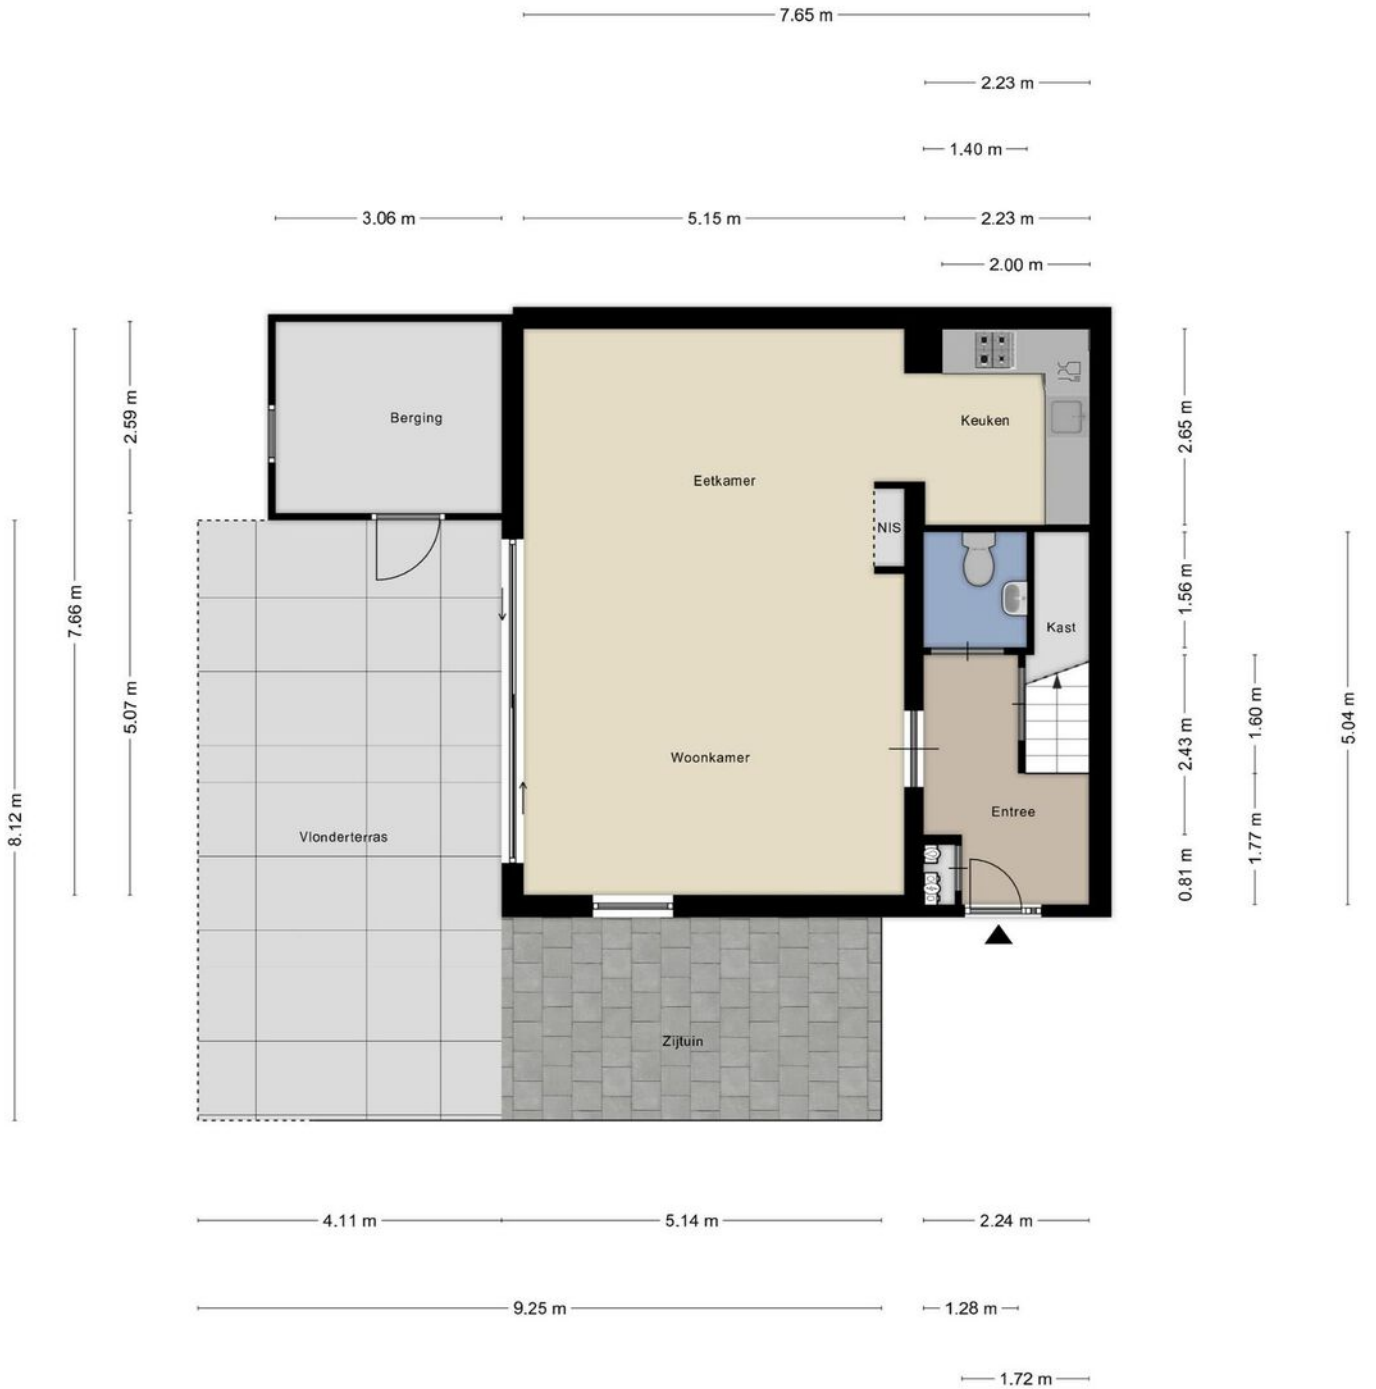 7.65 m
2.23 m
1.40 m
3.06 m
5.15 m
2.23 m
2.00 m
2.59 m
7.66 m
5.07 m
8.12 m
Berging
Eetkamer
Keuken
NIS
Kast
Woonkamer
Entree
Vlonderterras
Zijtuin
2.65 m
1.56 m
2.43 m
0.81 m
1.60 m
1.77 m
5.04 m
4.11 m
5.14 m
2.24 m
9.25 m
1.28 m
1.72 m